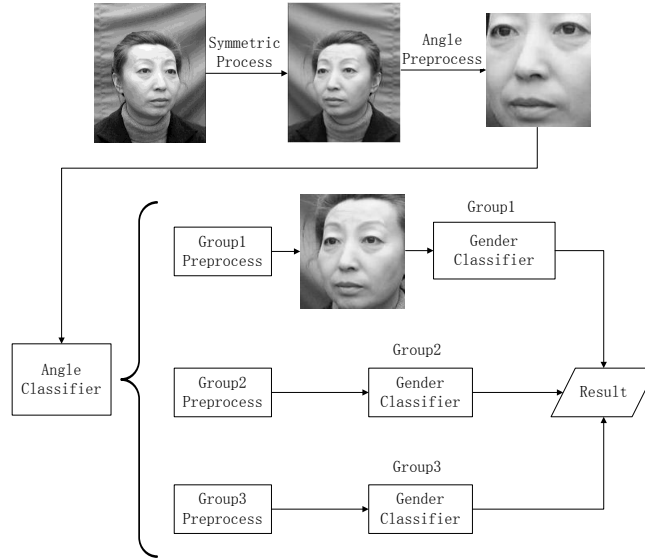 Symmetric
Process
Angle
Preprocess
Group1
Group1
Preprocess
Gender
Classifier
Angle
Classifier
Group2
Group2
Preprocess
Gender
Classifier
Result
Group3
Group3
Preprocess
Gender
Classifier